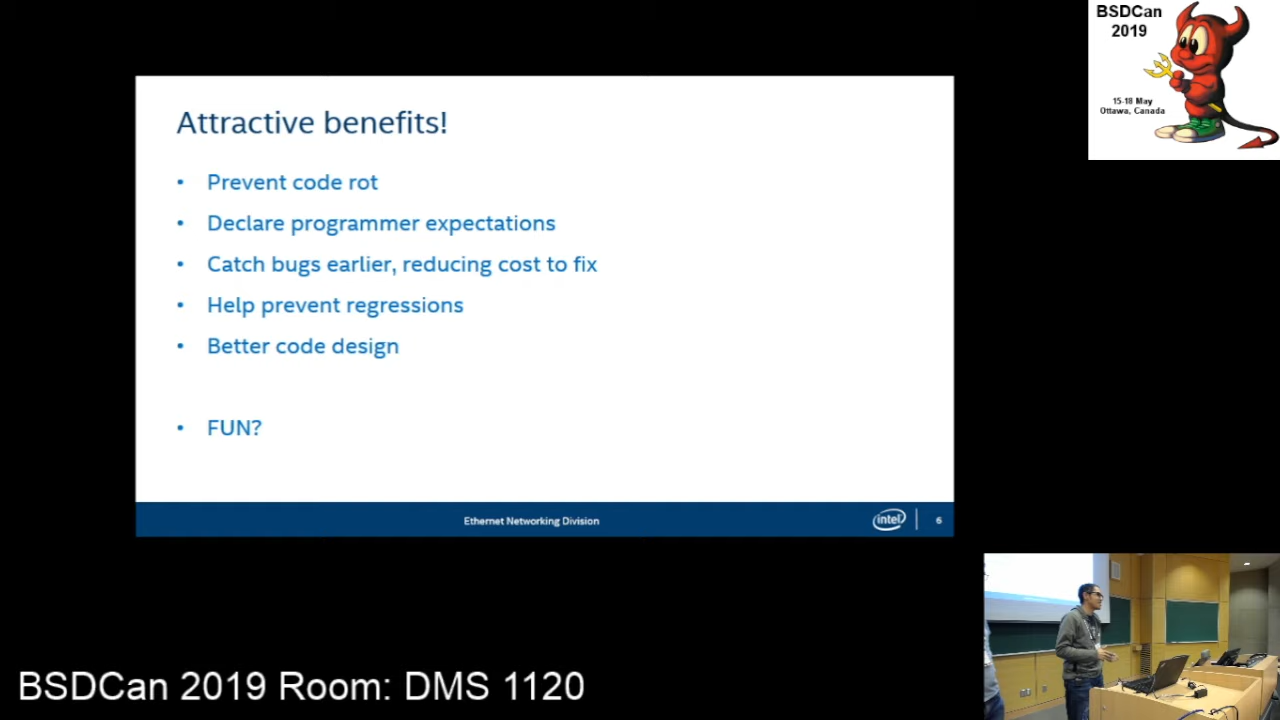 BSDCan
2019
15-18 May
Ottawa, Canada
Attractive benefits!
• Prevent code rot
• Declare programmer expectations
• Catch bugs earlier, reducing cost to fix
• Help prevent regressions
• Better code design
• FUN?
Ethernet Networking Division
intel
6
BSDCan 2019 Room: DMS 1120